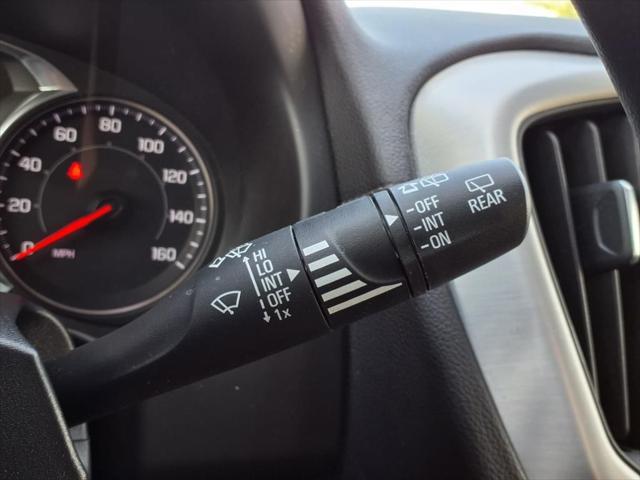 0
20
40
60
80
100
120
140
160
MPH
HI
LO
INT
OFF
1x
-OFF
-INT
-ON
REAR